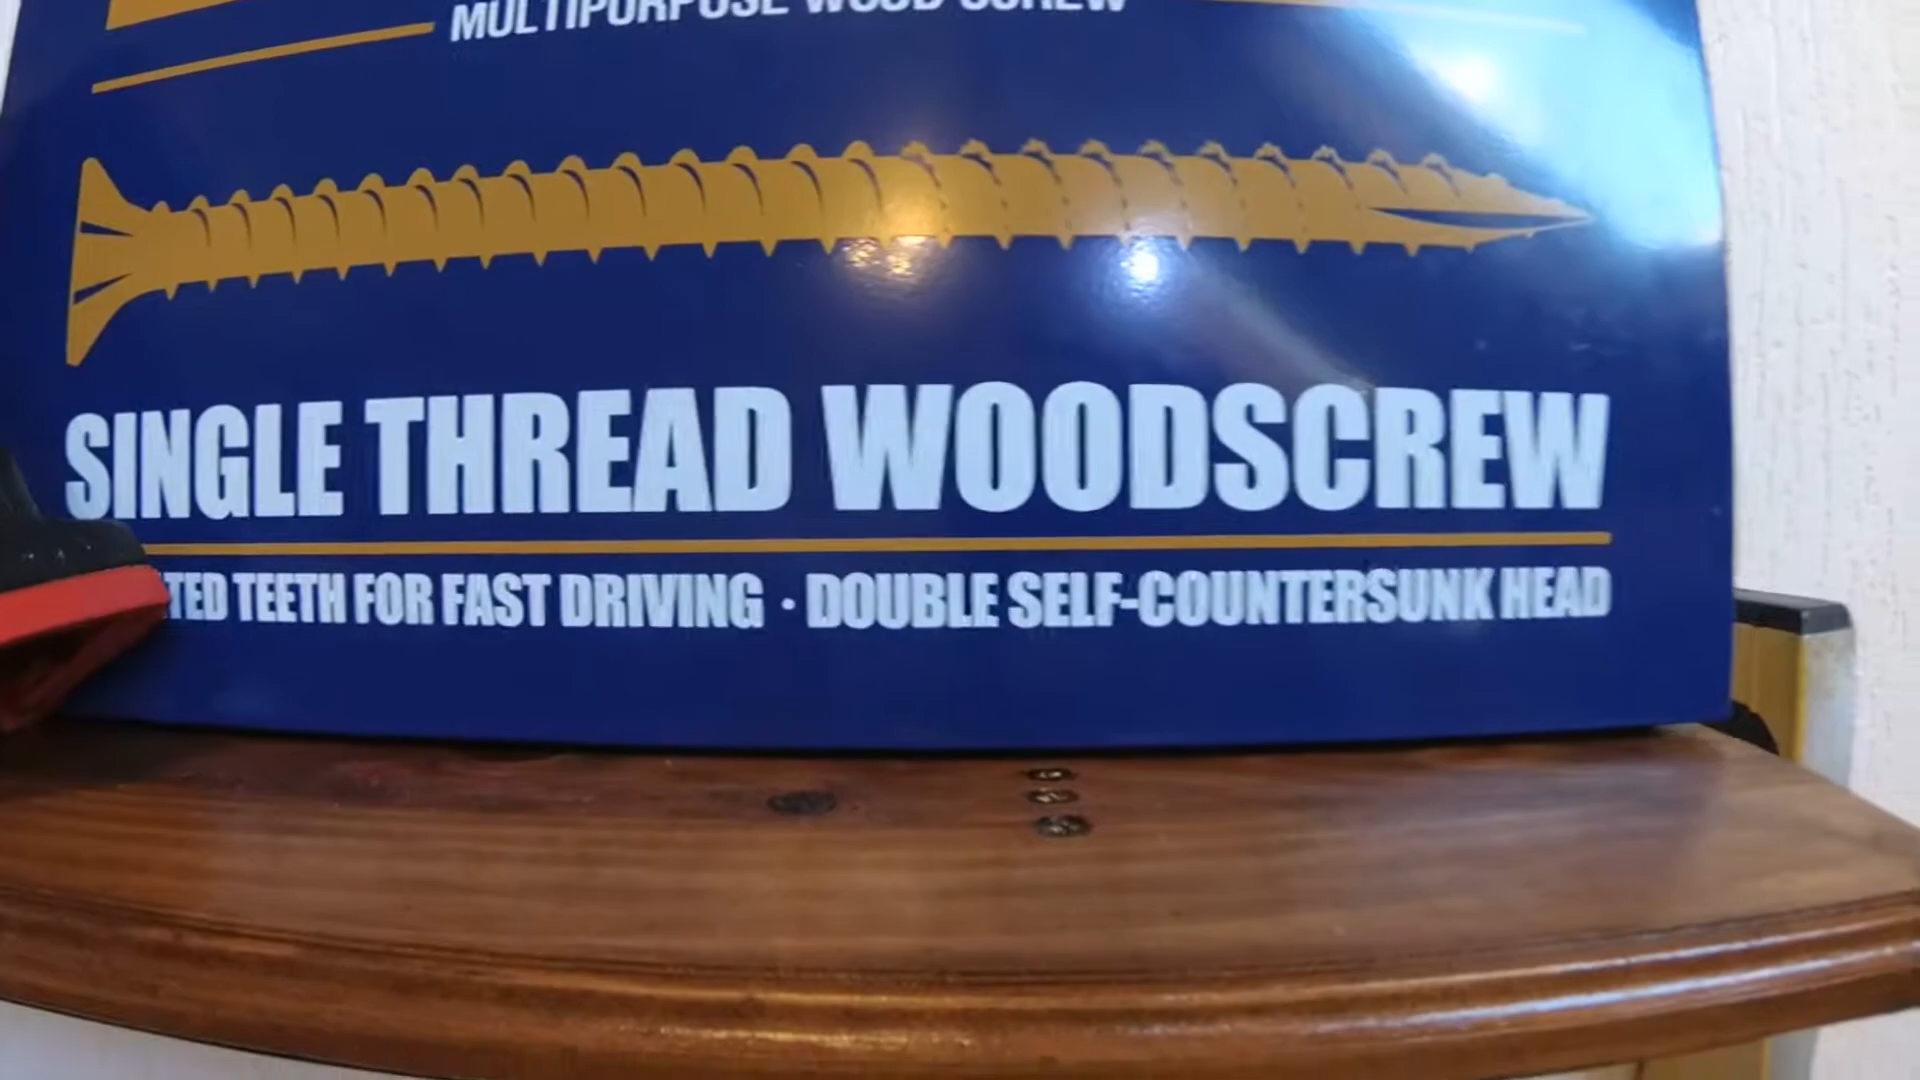 MULTIPURPOSE WOOD SCREW
SINGLE THREAD WOODSCREW
TEETH FOR FAST DRIVING · DOUBLE SELF-COUNTERSUNK HEAD